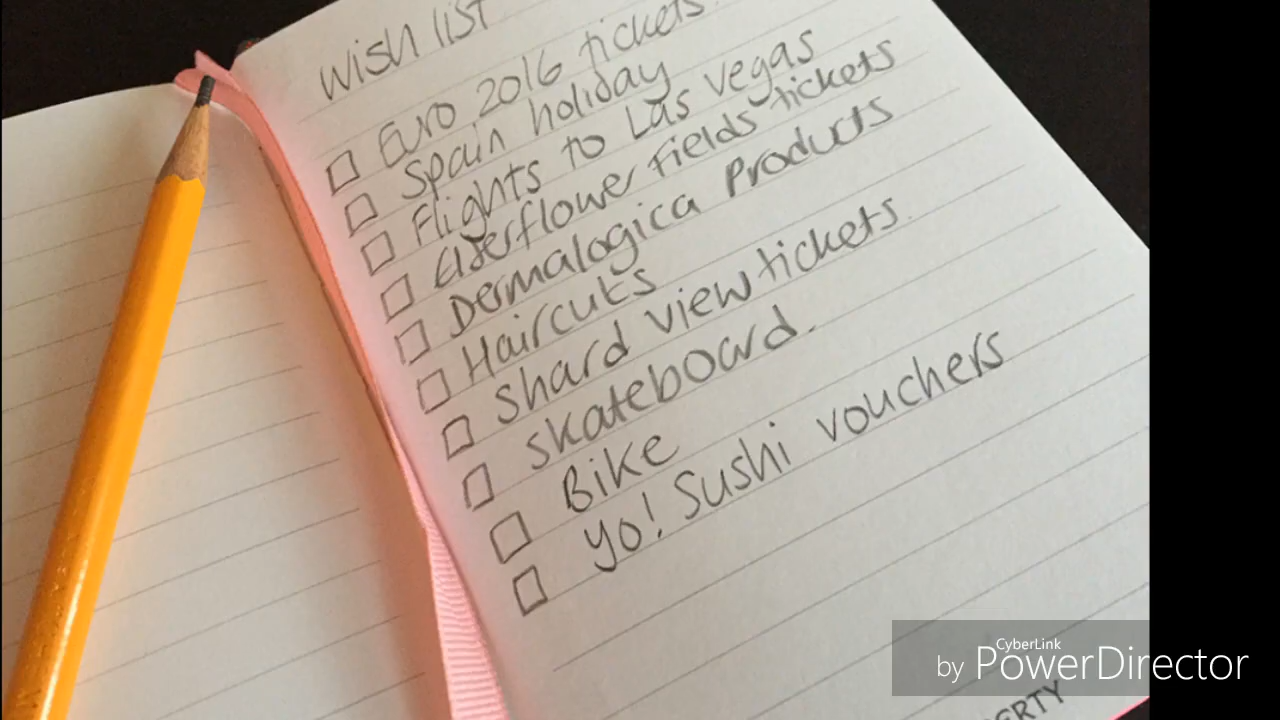 Wish list
Euro 2016 tickets.
Spain holiday
Flights to Las vegas
Elderflower Fields tickets
Dermalogica Products
Haircuts
Shard view tickets.
skateboard.
Bike
Yo! Sushi vouchers
CyberLink
by PowerDirector